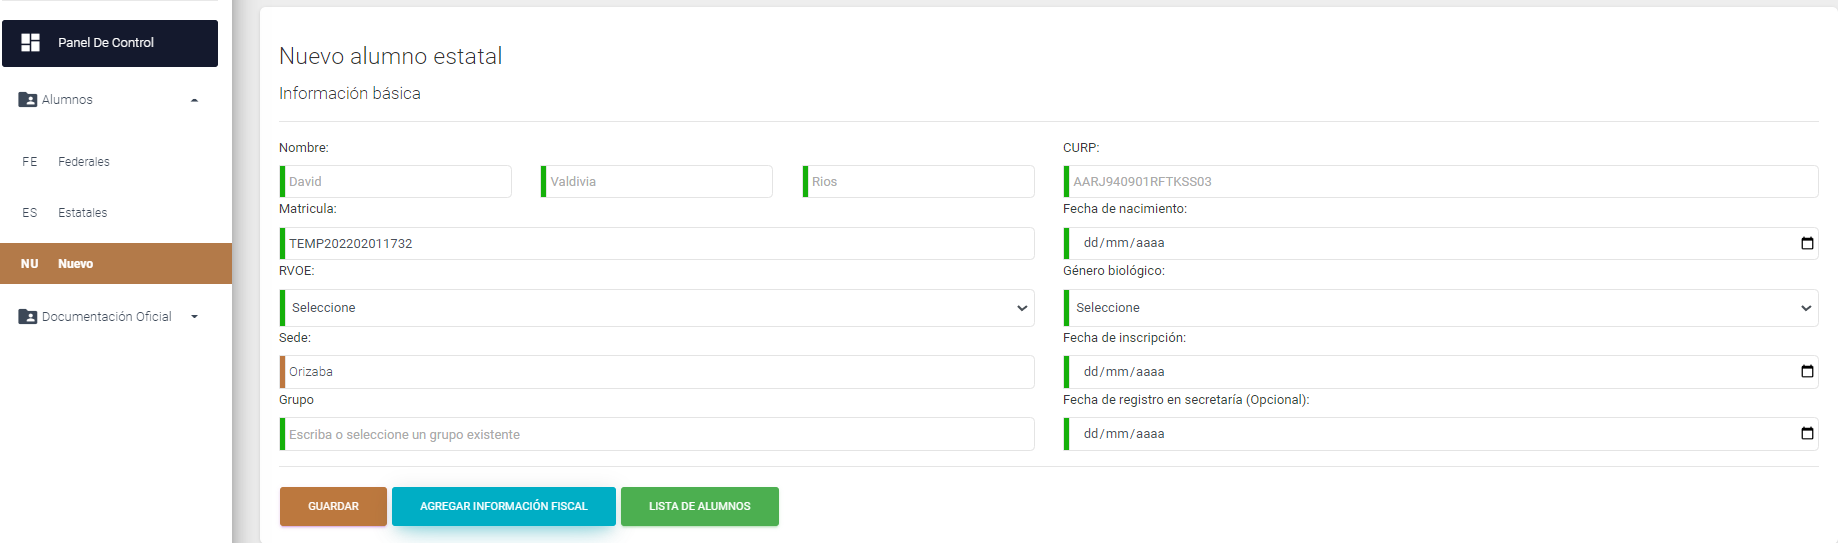 Panel De Control
Alumnos
FE Federales
ES Estatales
NU Nuevo
Documentación Oficial
Nuevo alumno estatal
Información básica
Nombre:
David Valdivia Rios
CURP:
AARJ940901RFTKSS03
Matricula:
TEMP202202011732
Fecha de nacimiento:
dd/mm/aaaa
RVOE:
Seleccione
Género biológico:
Seleccione
Sede:
Orizaba
Fecha de inscripción:
dd/mm/aaaa
Grupo
Escriba o seleccione un grupo existente
Fecha de registro en secretaría (Opcional):
dd/mm/aaaa
GUARDAR AGREGAR INFORMACIÓN FISCAL LISTA DE ALUMNOS